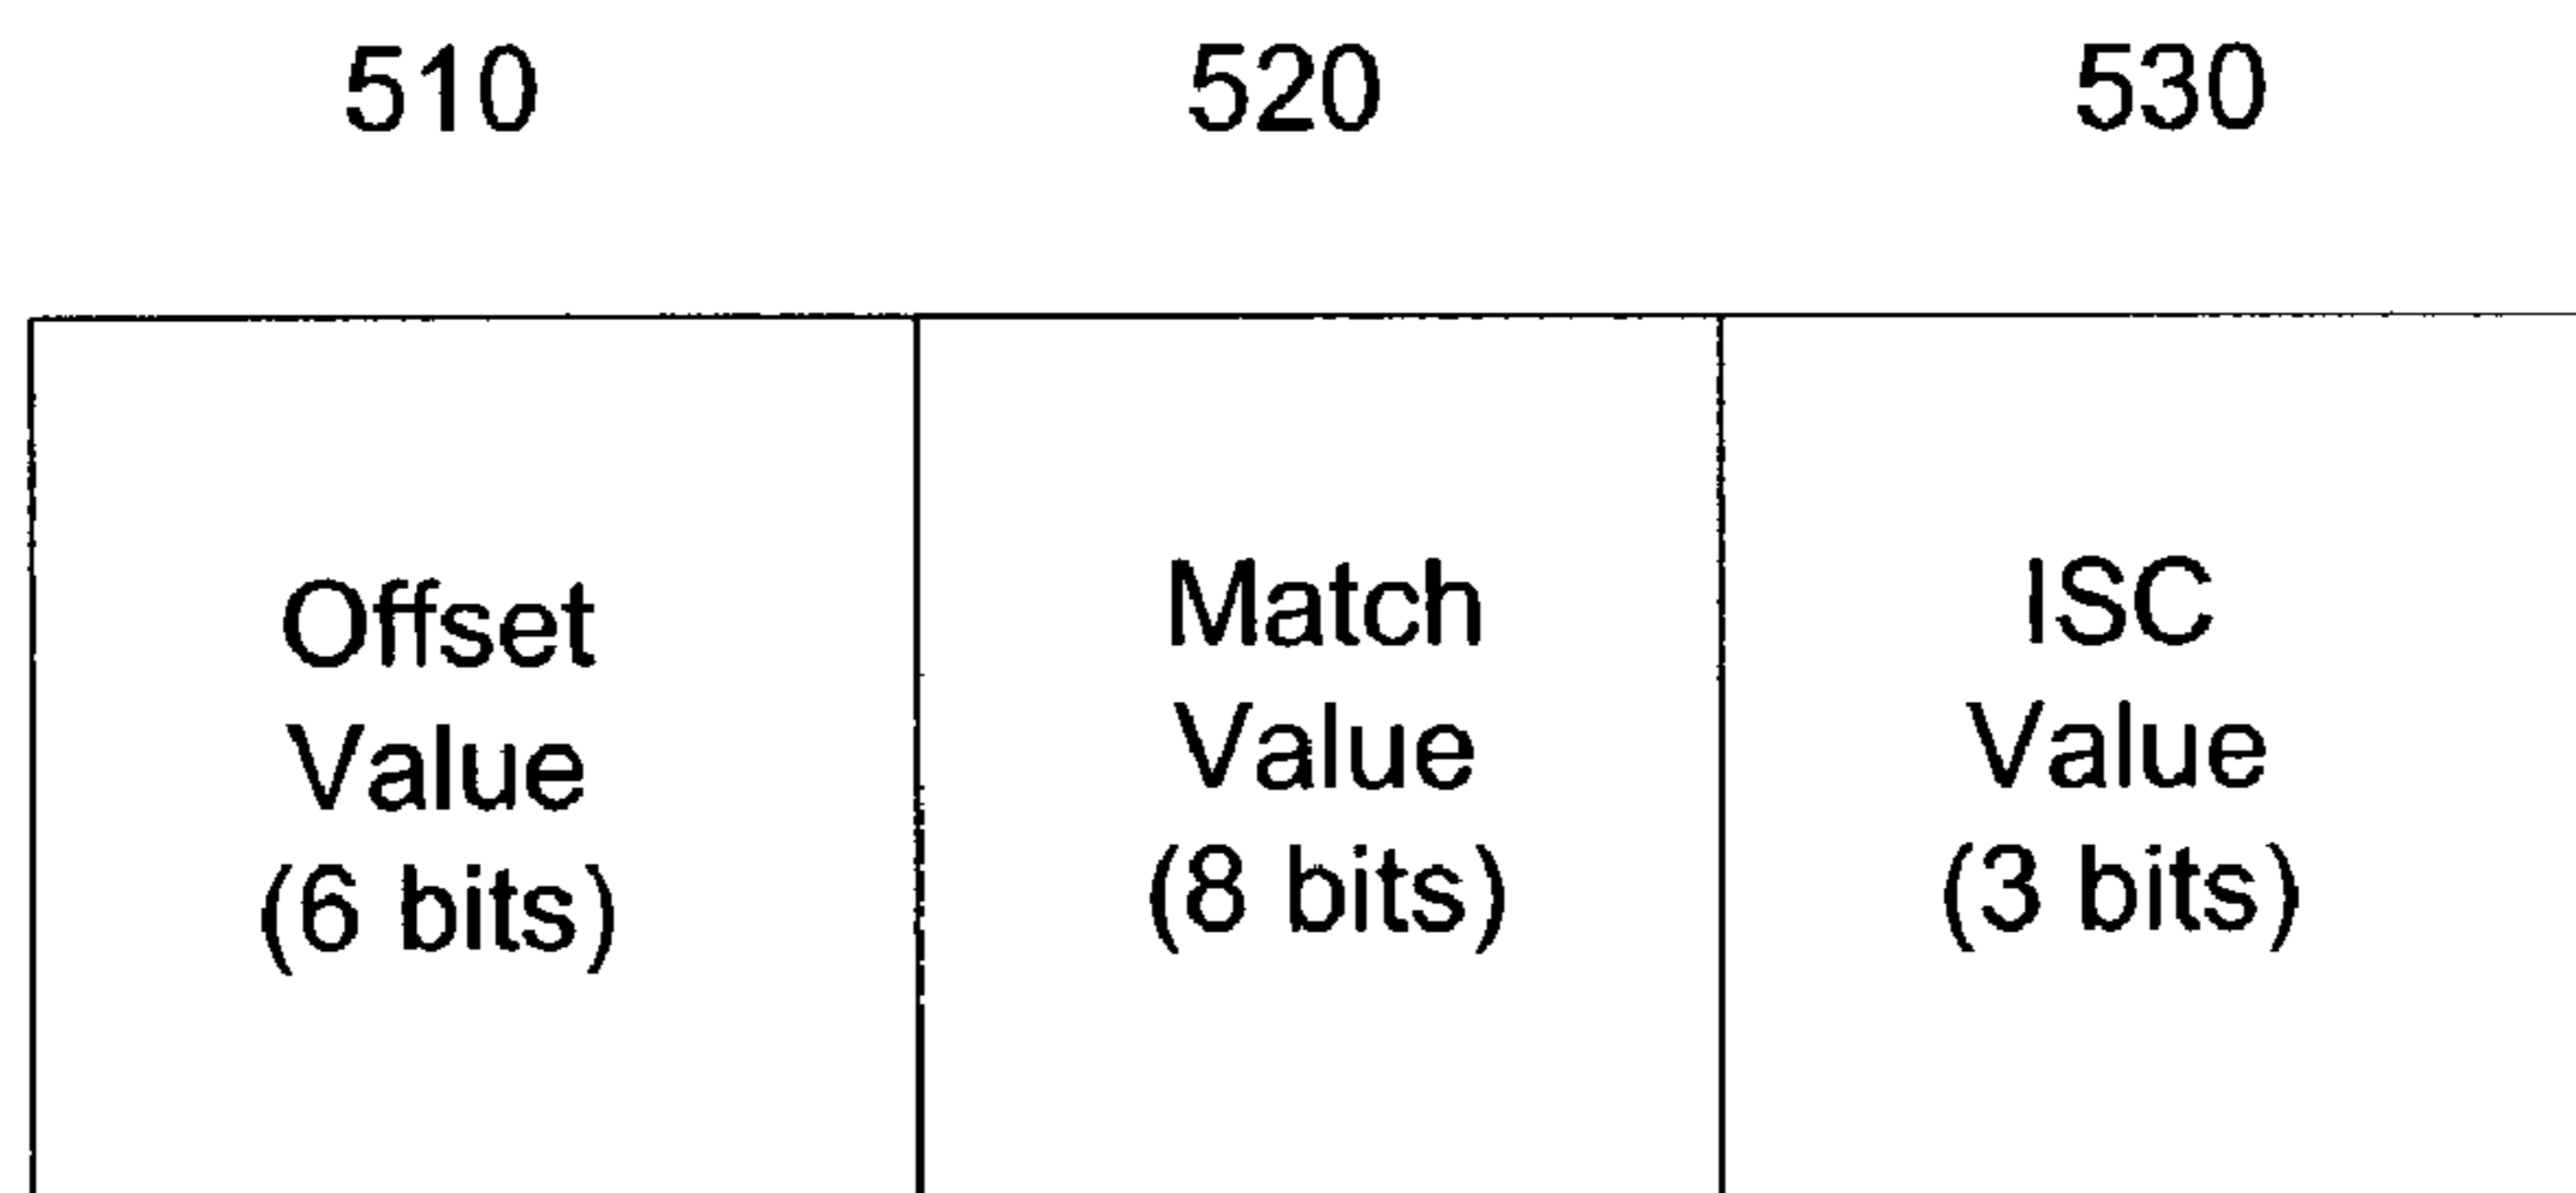 510 520 530
Offset
Value
(6 bits)
Match
Value
(8 bits)
ISC
Value
(3 bits)